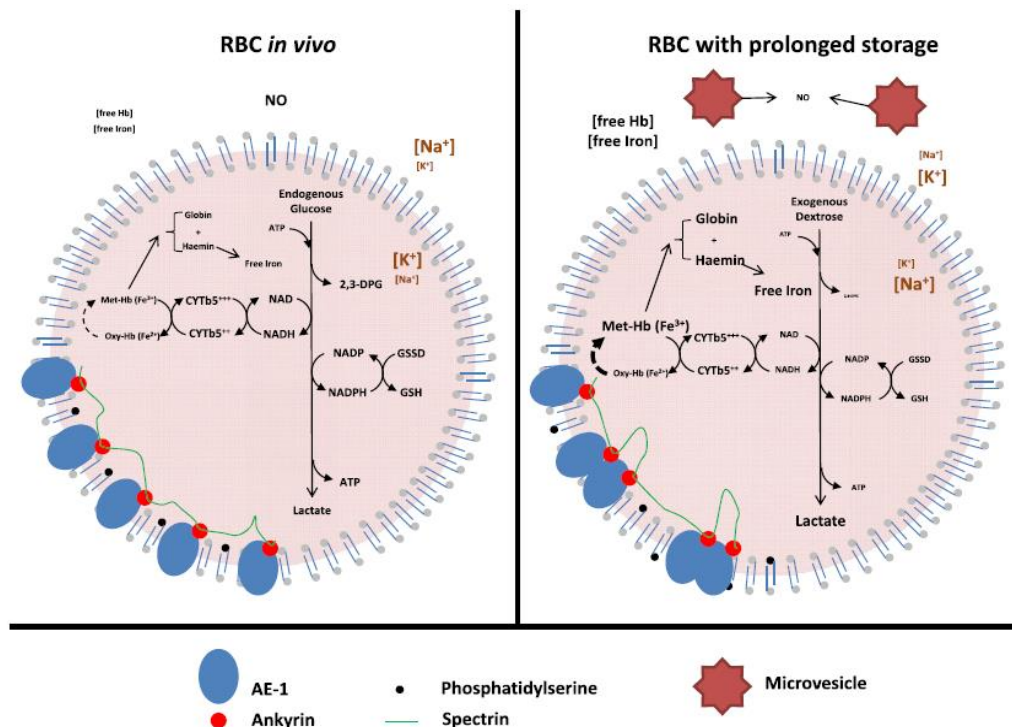 RBC in vivo
NO
[free Hb]
[free Iron]
[Na⁺]
[K⁺]
Endogenous
Glucose
ATP
2,3-DPG
Globin
+
Haemin
Free Iron
[K⁺]
[Na⁺]
Met-Hb (Fe³⁺)
CYTb5⁺⁺⁺
NAD
Oxy-Hb (Fe²⁺)
CYTb5⁺⁺
NADH
NADP
GSSD
NADPH
GSH
ATP
Lactate
RBC with prolonged storage
NO
[free Hb]
[free Iron]
[Na⁺]
[K⁺]
Exogenous
Dextrose
ATP
Globin
+
Haemin
Free Iron
[K⁺]
[Na⁺]
Met-Hb (Fe³⁺)
CYTb5⁺⁺⁺
NAD
Oxy-Hb (Fe²⁺)
CYTb5⁺⁺
NADH
NADP
GSSD
NADPH
GSH
ATP
Lactate
AE-1
Ankyrin
Phosphatidylserine
Spectrin
Microvesicle